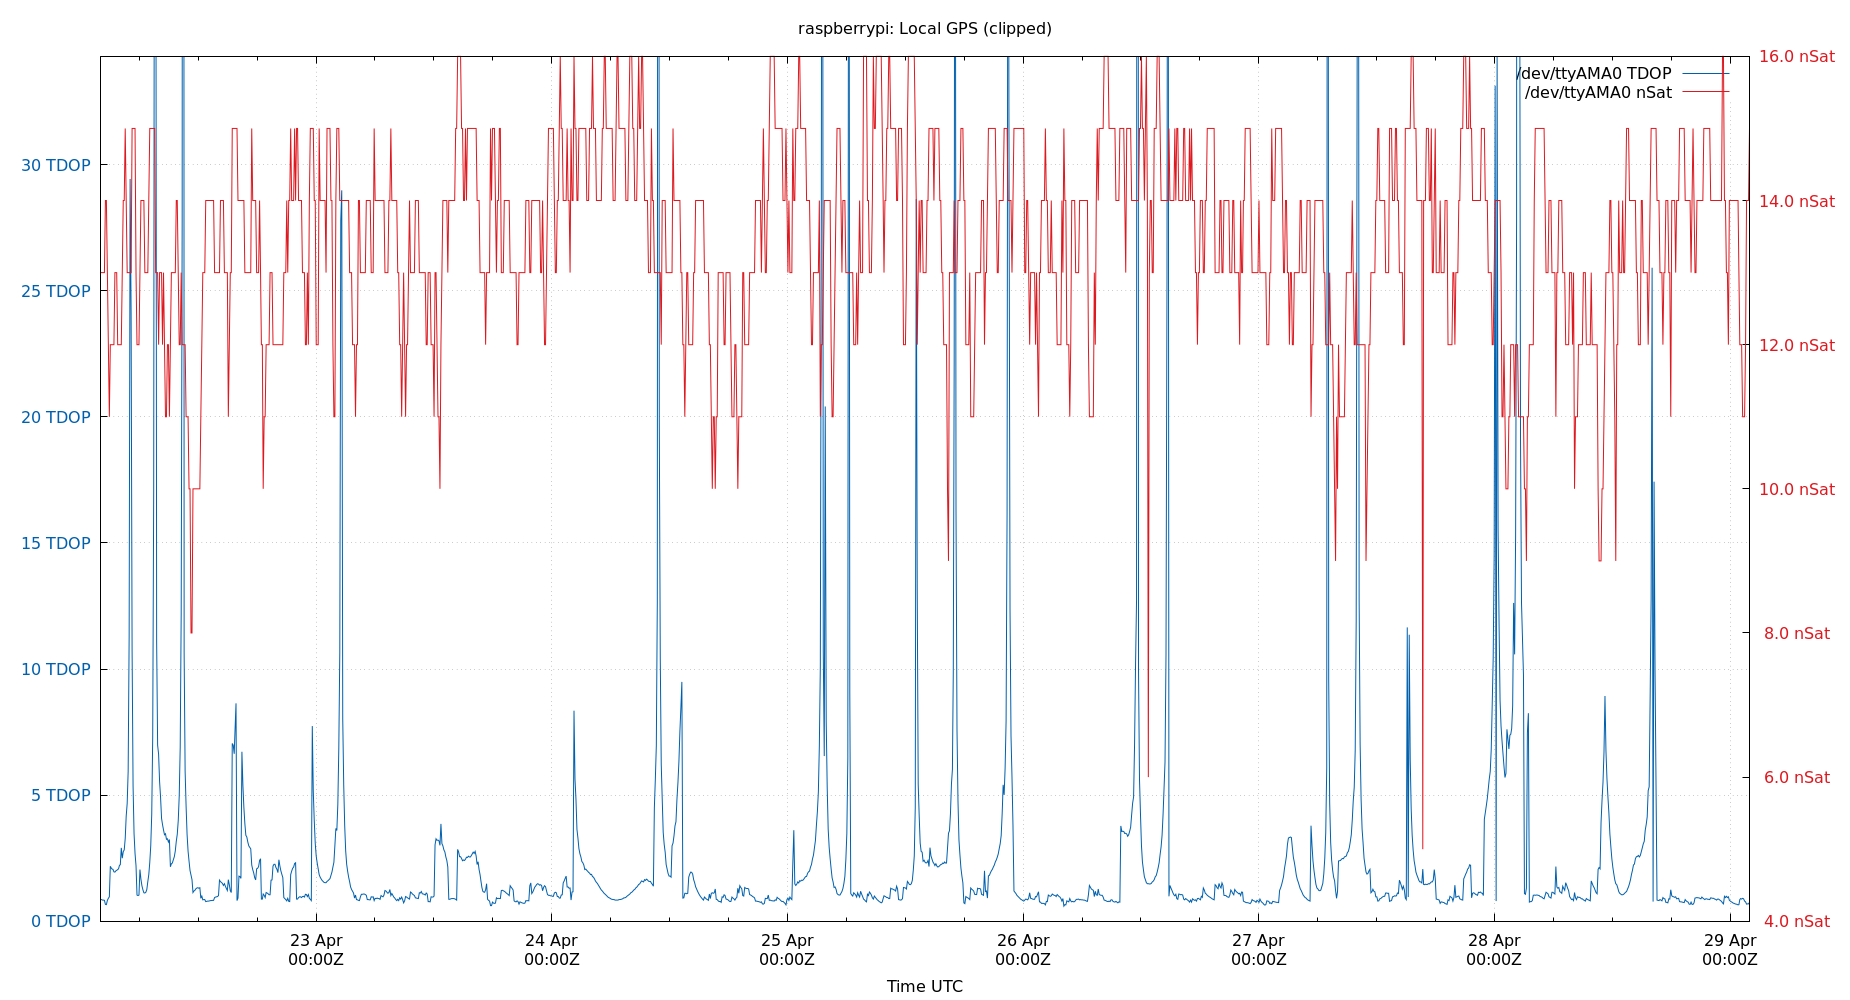 raspberrypi: Local GPS (clipped)
/dev/ttyAMA0 TDOP
/dev/ttyAMA0 nSat
30 TDOP
25 TDOP
20 TDOP
15 TDOP
10 TDOP
5 TDOP
0 TDOP
16.0 nSat
14.0 nSat
12.0 nSat
10.0 nSat
8.0 nSat
6.0 nSat
4.0 nSat
23 Apr 24 Apr 25 Apr 26 Apr 27 Apr 28 Apr 29 Apr
00:00Z 00:00Z 00:00Z 00:00Z 00:00Z 00:00Z 00:00Z
Time UTC